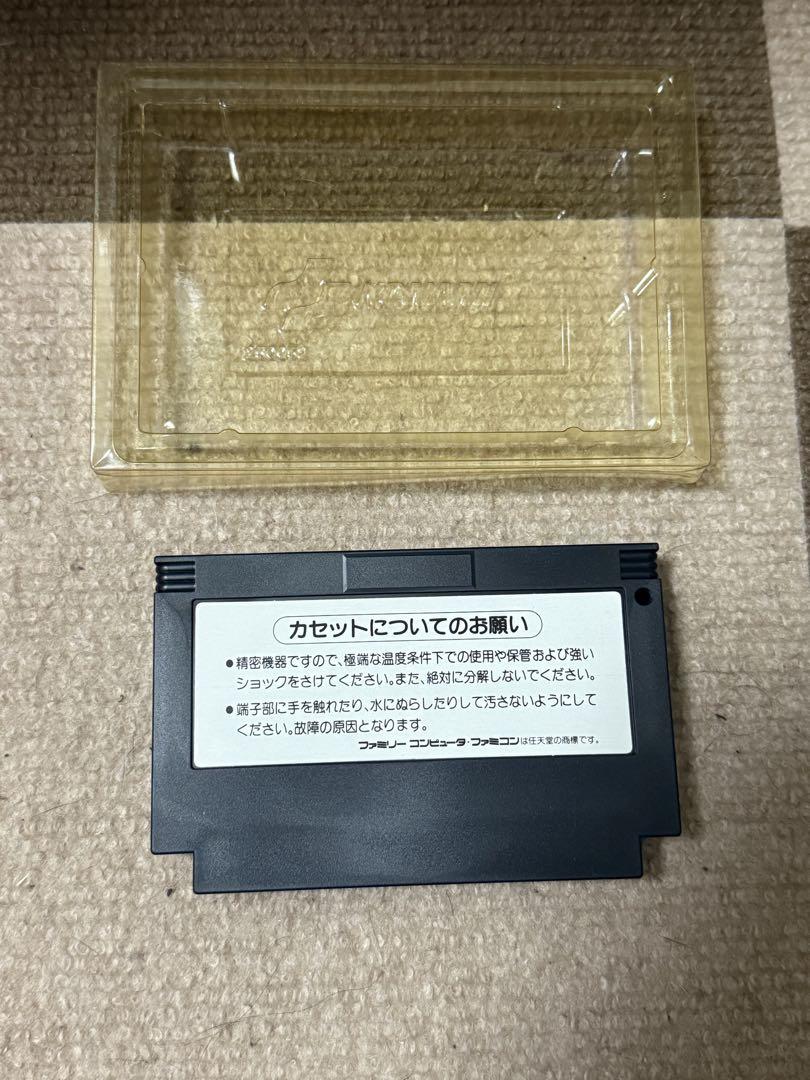 カセットについてのお願い
●精密機器ですので、極端な温度条件下での使用や保管および強い
ショックをさけてください。また、絶対に分解しないでください。
●端子部に手を触れたり、水にぬらしたりして汚さないようにして
ください。故障の原因となります。
ファミリー コンピュータ・ファミコンは任天堂の商標です。